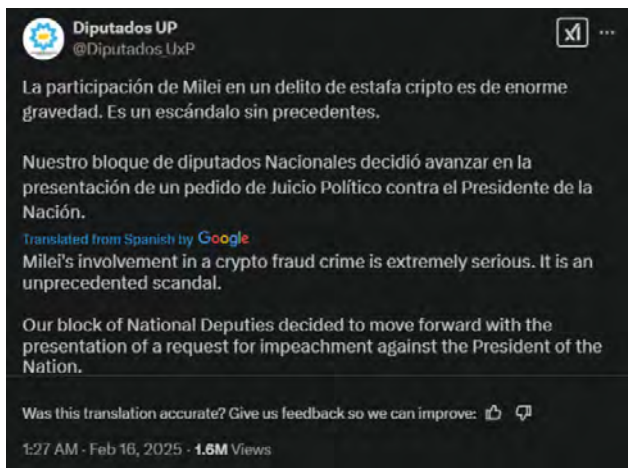 Diputados UP
@Diputados_UxP
La participación de Milei en un delito de estafa cripto es de enorme
gravedad. Es un escándalo sin precedentes.
Nuestro bloque de diputados Nacionales decidió avanzar en la
presentación de un pedido de Juicio Político contra el Presidente de la
Nación.
Translated from Spanish by Google
Milei's involvement in a crypto fraud crime is extremely serious. It is an
unprecedented scandal.
Our block of National Deputies decided to move forward with the
presentation of a request for impeachment against the President of the
Nation.
Was this translation accurate? Give us feedback so we can improve:
1:27 AM · Feb 16, 2025 · 1.6M Views